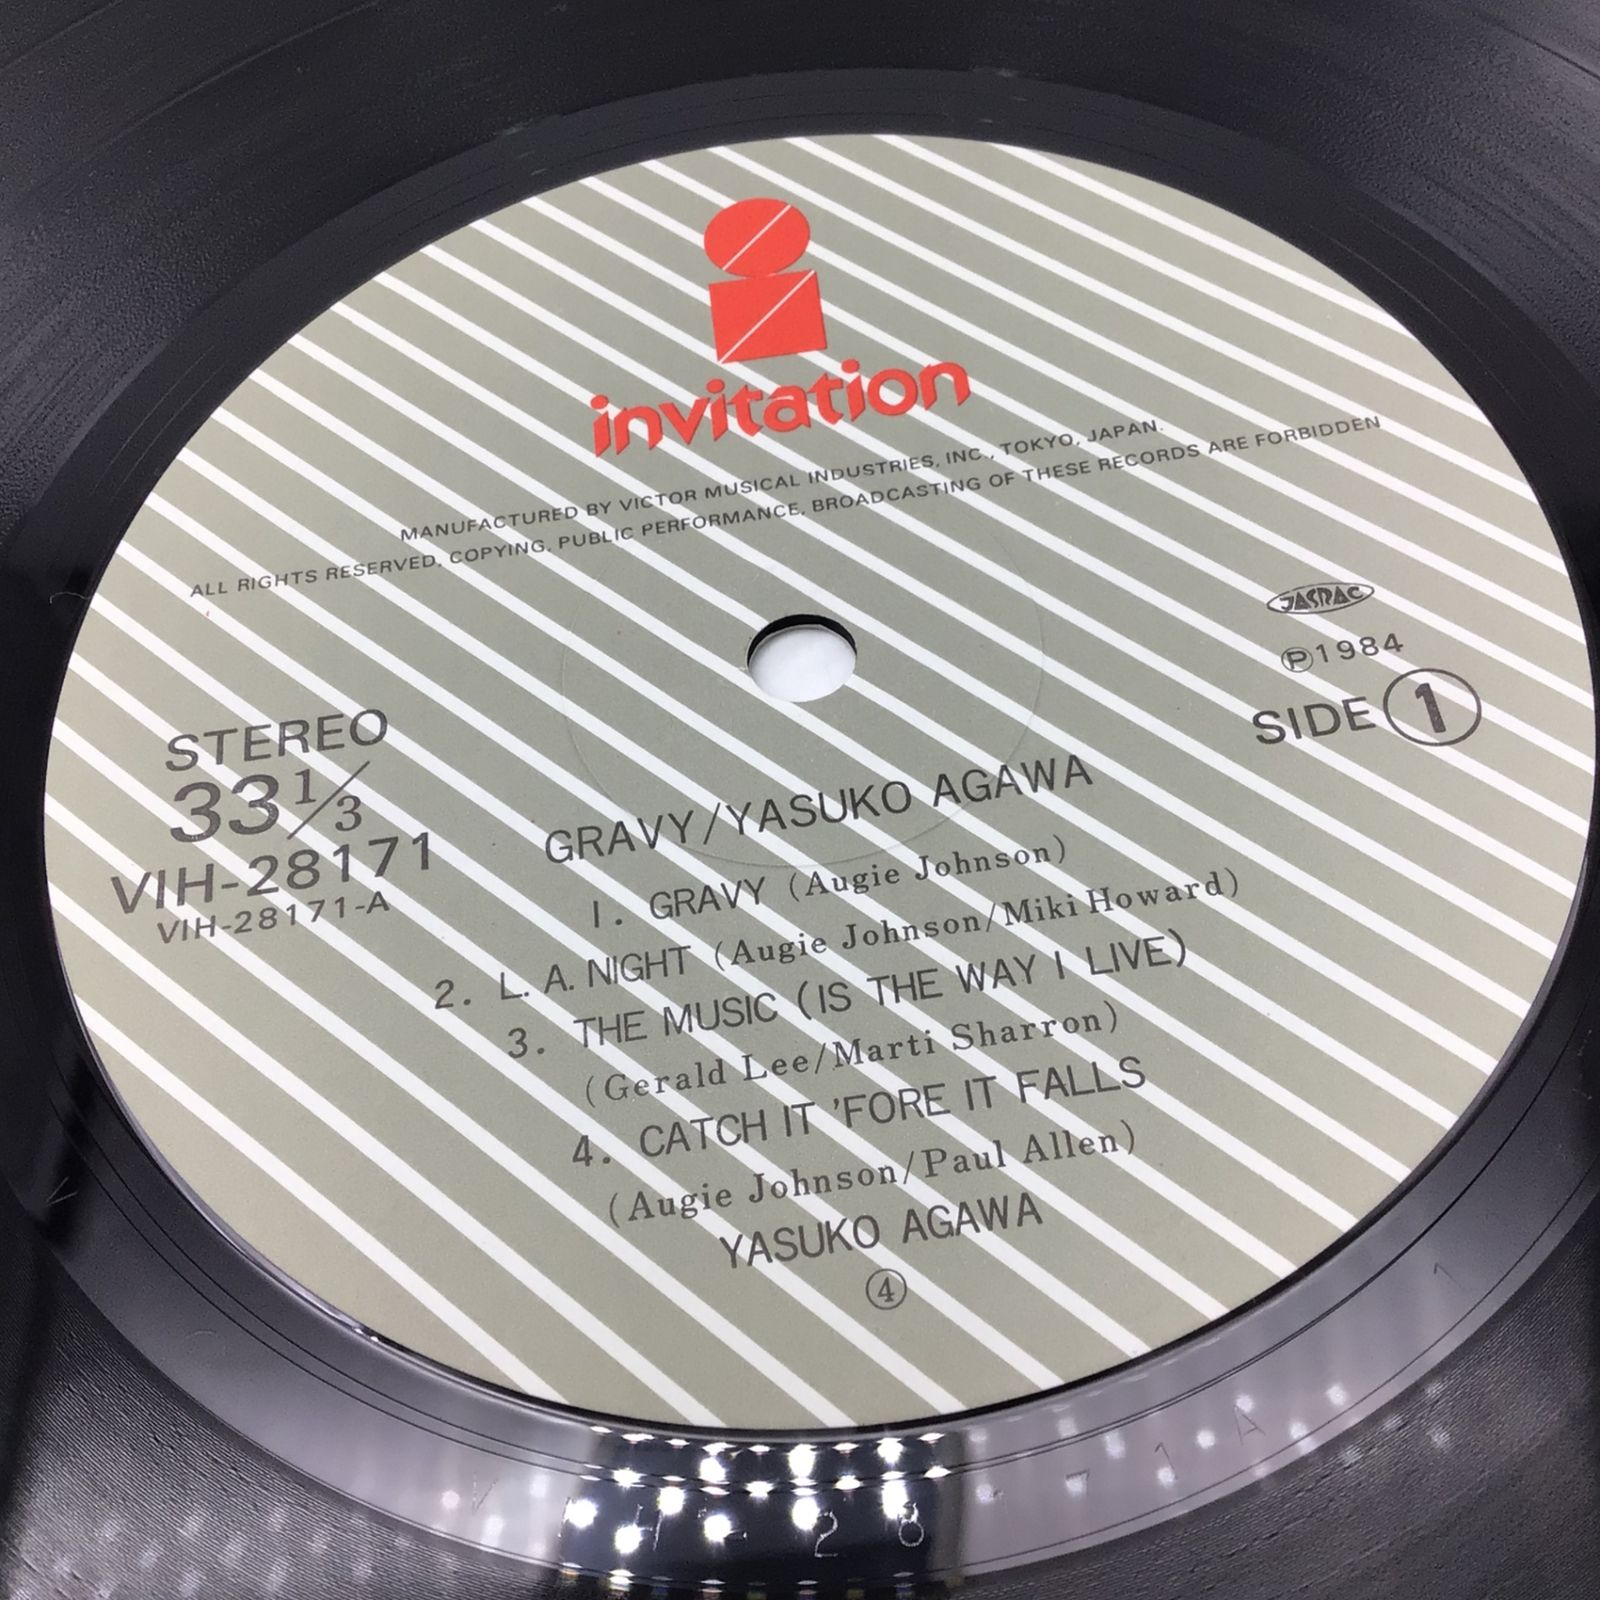 invitation
MANUFACTURED BY VICTOR MUSICAL INDUSTRIES, INC., TOKYO, JAPAN.
ALL RIGHTS RESERVED. COPYING, PUBLIC PERFORMANCE, BROADCASTING OF THESE RECORDS ARE FORBIDDEN
JASRAC
Ⓟ1984
SIDE ①
STEREO
33 1/3
VIH-28171
VIH-28171-A
GRAVY/YASUKO AGAWA
1. GRAVY (Augie Johnson)
2. L. A. NIGHT (Augie Johnson/Miki Howard)
3. THE MUSIC (IS THE WAY I LIVE)
(Gerald Lee/Marti Sharron)
4. CATCH IT 'FORE IT FALLS
(Augie Johnson/Paul Allen)
YASUKO AGAWA
④